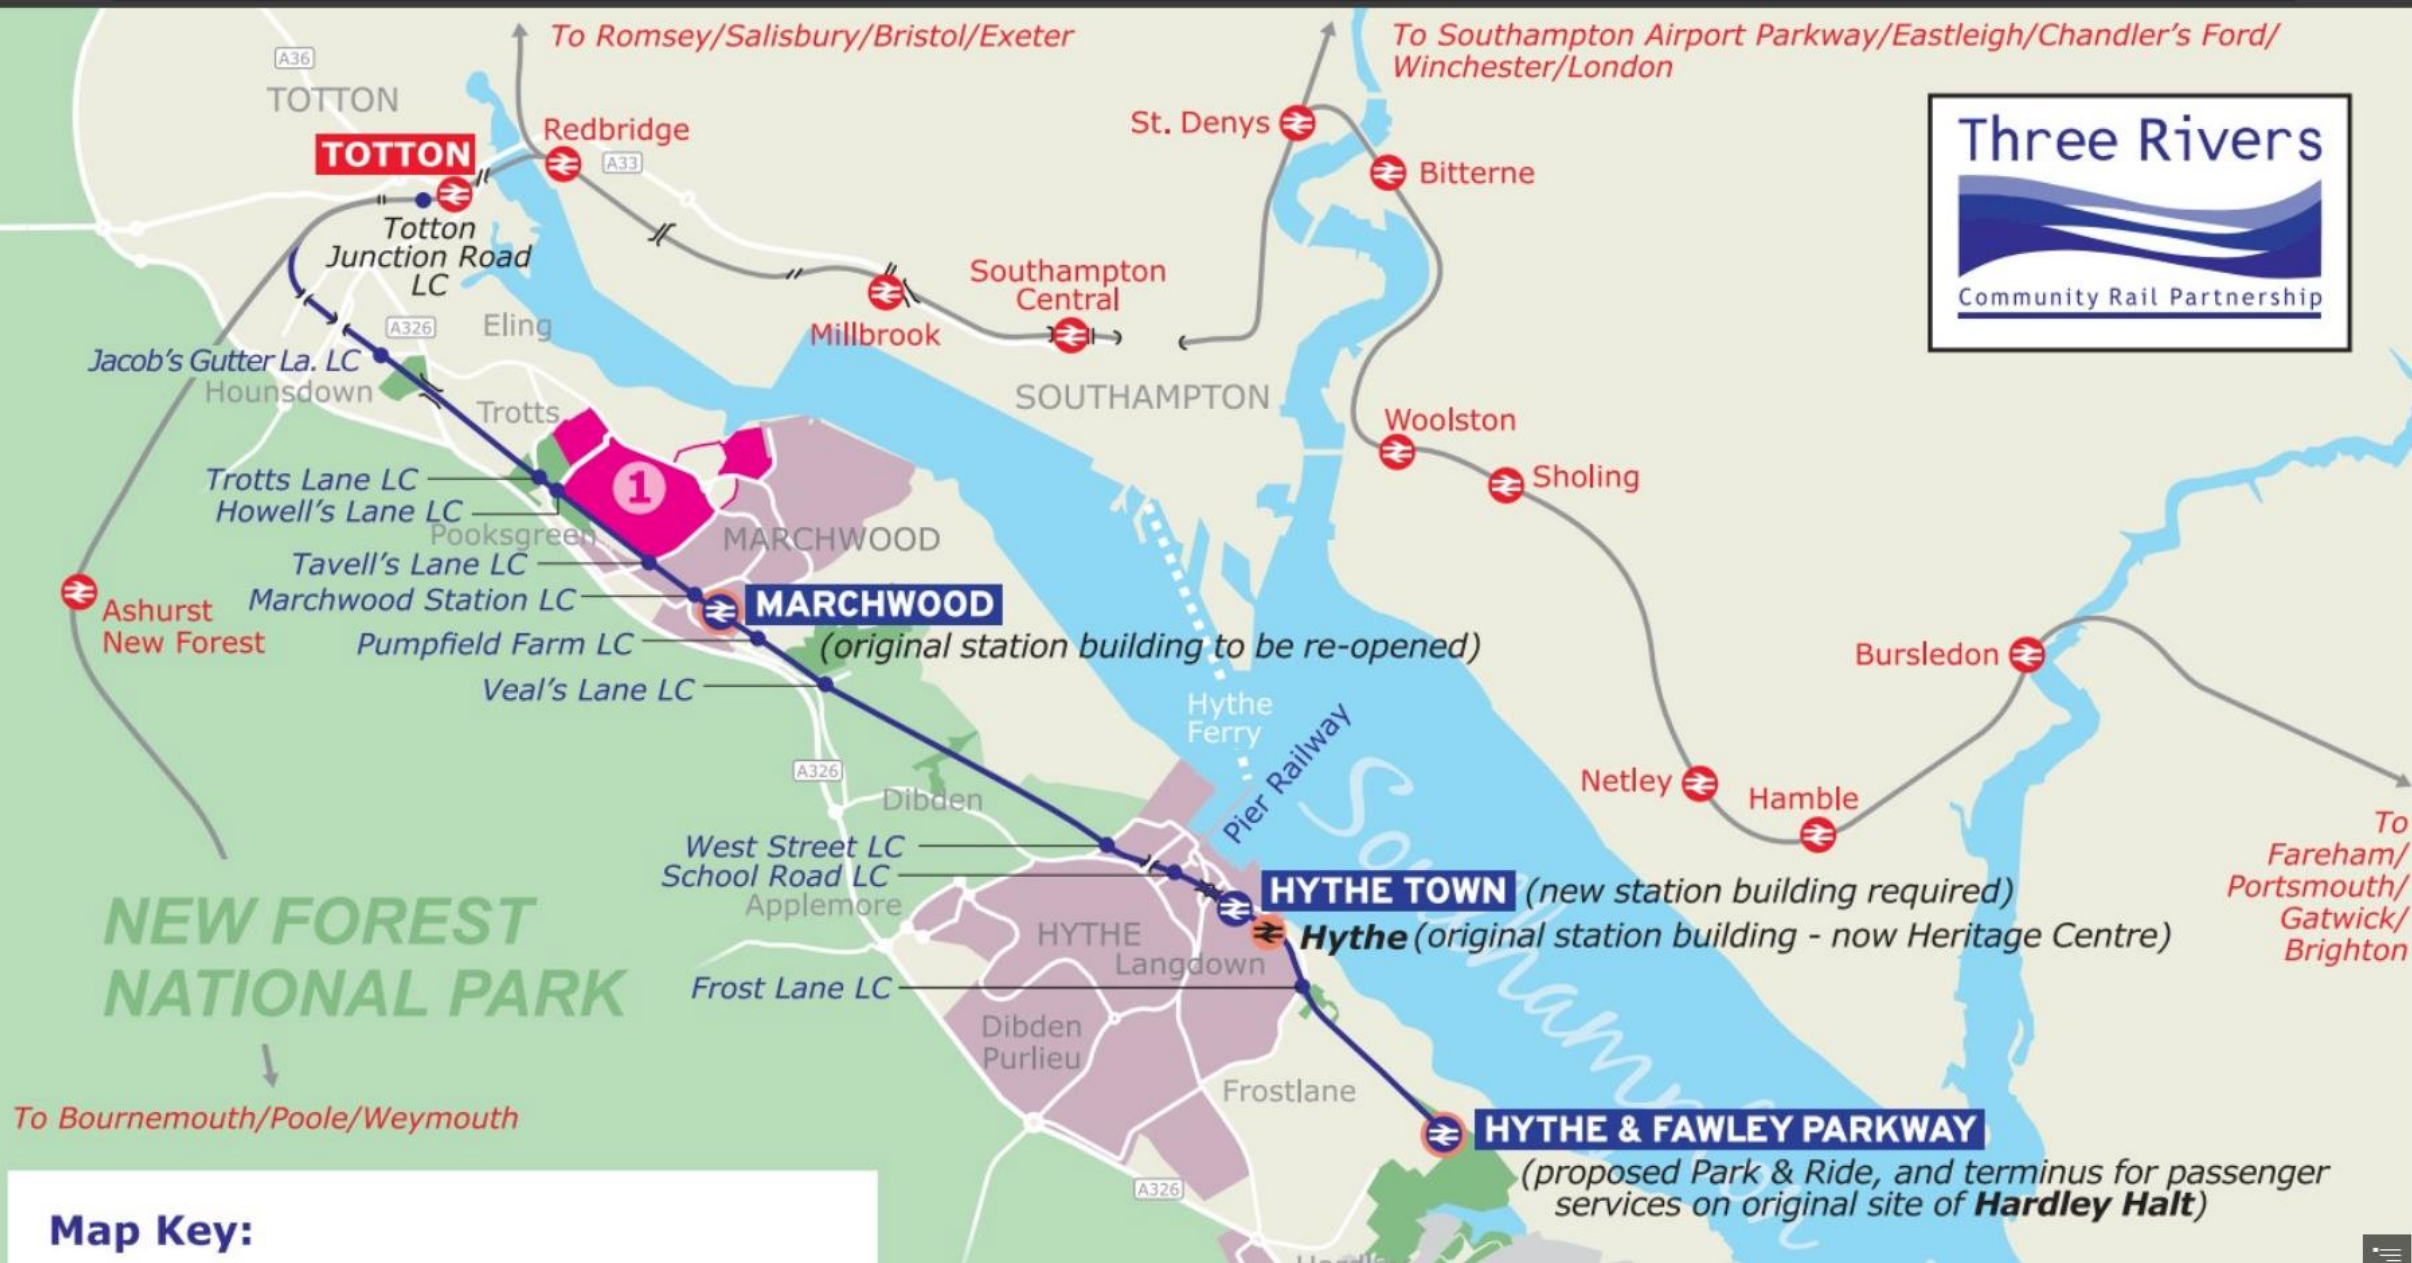 To Romsey/Salisbury/Bristol/Exeter
To Southampton Airport Parkway/Eastleigh/Chandler's Ford/
Winchester/London
A36
TOTTON
Three Rivers
Community Rail Partnership
TOTTON
Redbridge
A33
St. Denys
Bitterne
Totton
Junction Road
LC
Southampton
Central
Millbrook
A326
Eling
Jacob's Gutter La. LC
Hounsdown
SOUTHAMPTON
Trotts
Woolston
Sholing
Trotts Lane LC
Howell's Lane LC
1
Pooksgreen
MARCHWOOD
Tavell's Lane LC
Marchwood Station LC
MARCHWOOD
(original station building to be re-opened)
Ashurst
New Forest
Pumpfield Farm LC
Veal's Lane LC
Bursledon
Hythe
Ferry
Pier Railway
A326
Dibden
Netley
Hamble
To
Fareham/
Portsmouth/
Gatwick/
Brighton
West Street LC
School Road LC
Applemore
HYTHE TOWN (new station building required)
Hythe (original station building - now Heritage Centre)
NEW FOREST
NATIONAL PARK
HYTHE
Langdown
Frost Lane LC
Dibden
Purlieu
Frostlane
Southampton
To Bournemouth/Poole/Weymouth
HYTHE & FAWLEY PARKWAY
(proposed Park & Ride, and terminus for passenger
services on original site of Hardley Halt)
A326
Map Key: